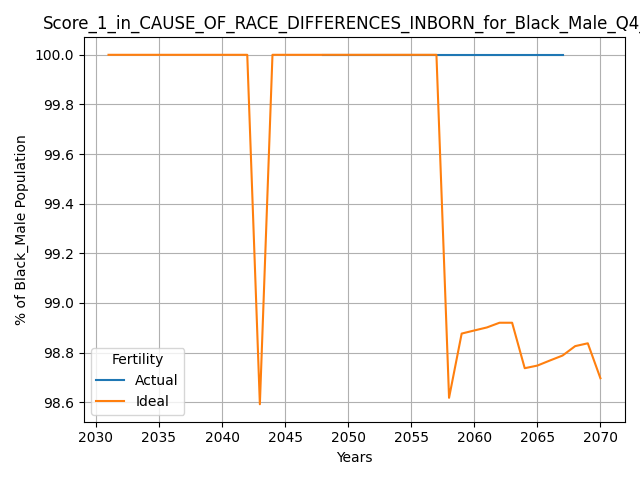 Score_1_in_CAUSE_OF_RACE_DIFFERENCES_INBORN_for_Black_Male_Q4_
% of Black_Male Population
100.0
99.8
99.6
99.4
99.2
99.0
98.8
98.6
Fertility
Actual
Ideal
2030 2035 2040 2045 2050 2055 2060 2065 2070
Years